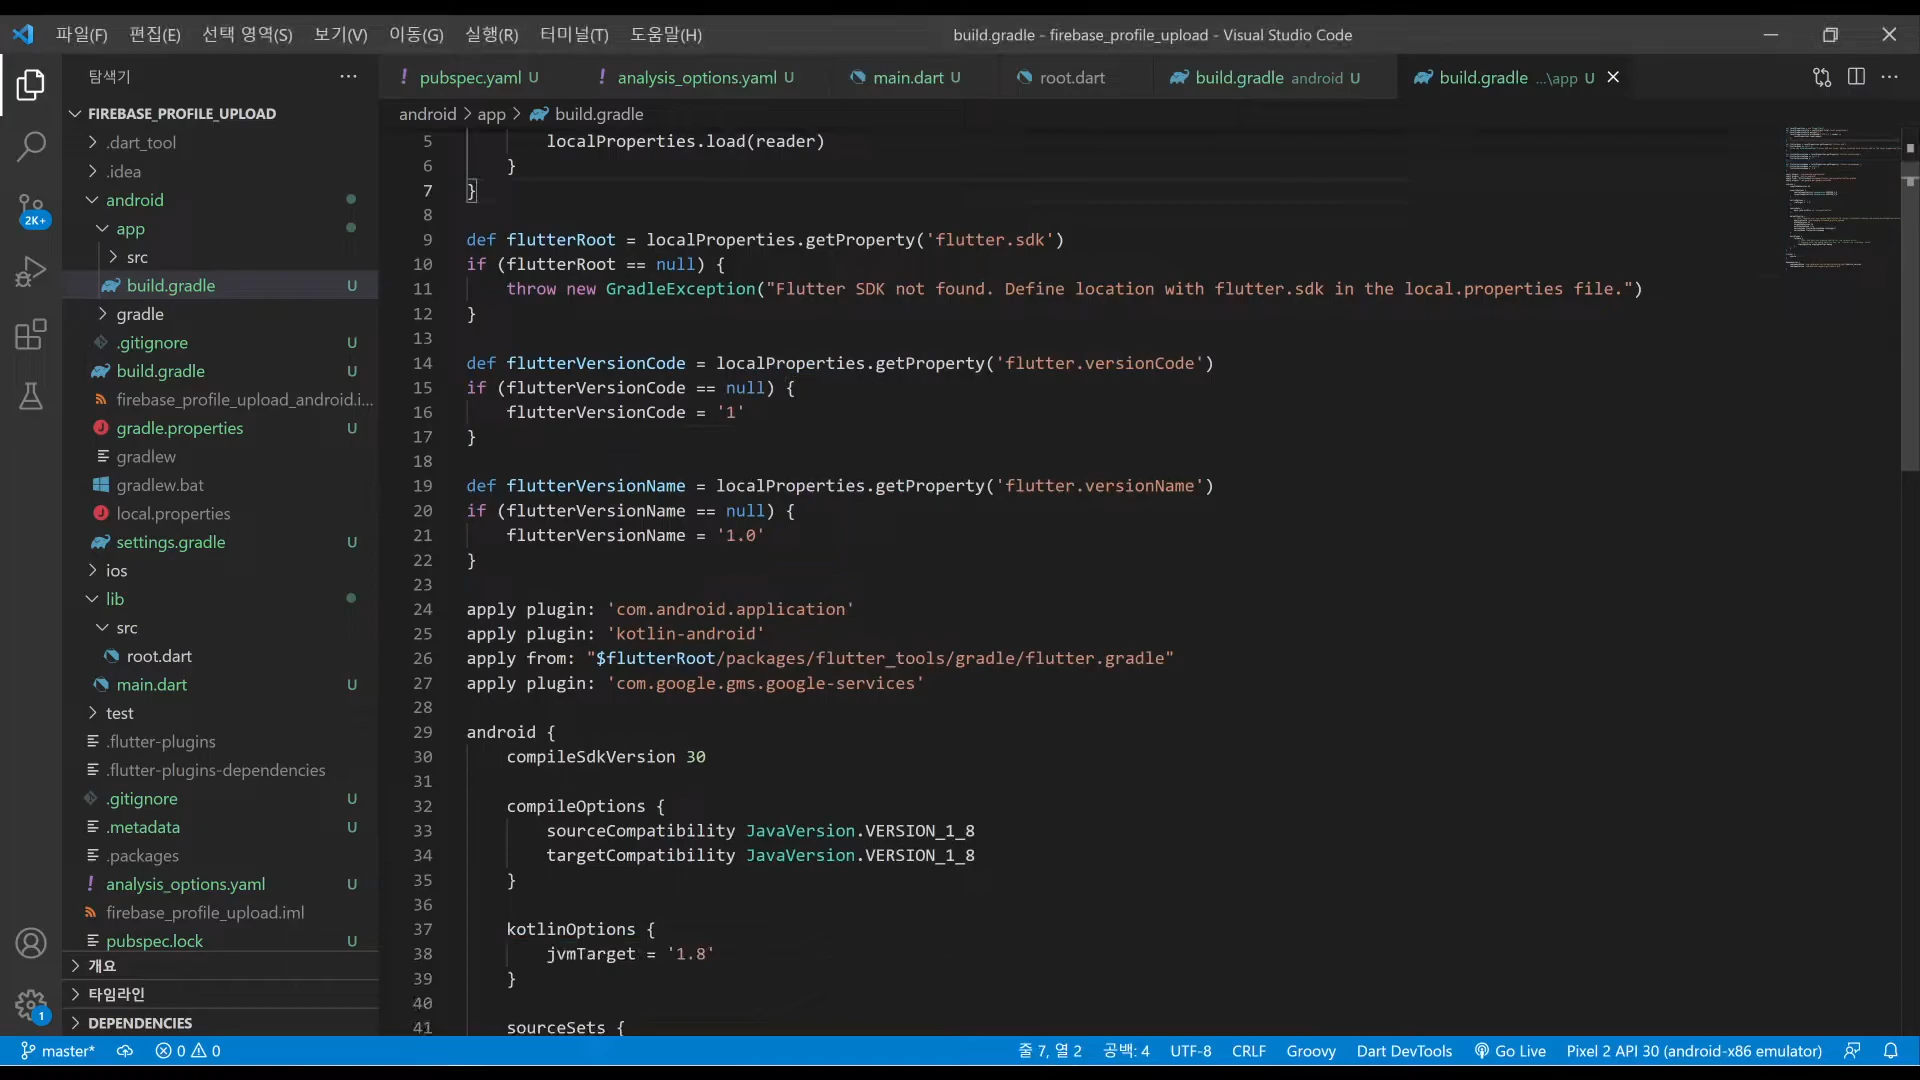 파일(F) 편집(E) 선택 영역(S) 보기(V) 이동(G) 실행(R) 터미널(T) 도움말(H) build.gradle - firebase_profile_upload - Visual Studio Code
탐색기
pubspec.yaml U
analysis_options.yaml U
main.dart U
root.dart
build.gradle android U
build.gradle ...\app U
FIREBASE_PROFILE_UPLOAD
.dart_tool
.idea
android
app
src
build.gradle U
gradle
.gitignore U
build.gradle U
firebase_profile_upload_android.i...
gradle.properties U
gradlew
gradlew.bat
local.properties
settings.gradle U
ios
lib
src
root.dart
main.dart U
test
.flutter-plugins
.flutter-plugins-dependencies
.gitignore U
.metadata U
.packages
analysis_options.yaml U
firebase_profile_upload.iml
pubspec.lock U
개요
타임라인
DEPENDENCIES
2K+
1
android > app > build.gradle
5 localProperties.load(reader)
6 }
7 }
8
9 def flutterRoot = localProperties.getProperty('flutter.sdk')
10 if (flutterRoot == null) {
11 throw new GradleException("Flutter SDK not found. Define location with flutter.sdk in the local.properties file.")
12 }
13
14 def flutterVersionCode = localProperties.getProperty('flutter.versionCode')
15 if (flutterVersionCode == null) {
16 flutterVersionCode = '1'
17 }
18
19 def flutterVersionName = localProperties.getProperty('flutter.versionName')
20 if (flutterVersionName == null) {
21 flutterVersionName = '1.0'
22 }
23
24 apply plugin: 'com.android.application'
25 apply plugin: 'kotlin-android'
26 apply from: "$flutterRoot/packages/flutter_tools/gradle/flutter.gradle"
27 apply plugin: 'com.google.gms.google-services'
28
29 android {
30 compileSdkVersion 30
31
32 compileOptions {
33 sourceCompatibility JavaVersion.VERSION_1_8
34 targetCompatibility JavaVersion.VERSION_1_8
35 }
36
37 kotlinOptions {
38 jvmTarget = '1.8'
39 }
40
41 sourceSets {
master* 0 0 줄 7, 열 2 공백: 4 UTF-8 CRLF Groovy Dart DevTools Go Live Pixel 2 API 30 (android-x86 emulator)